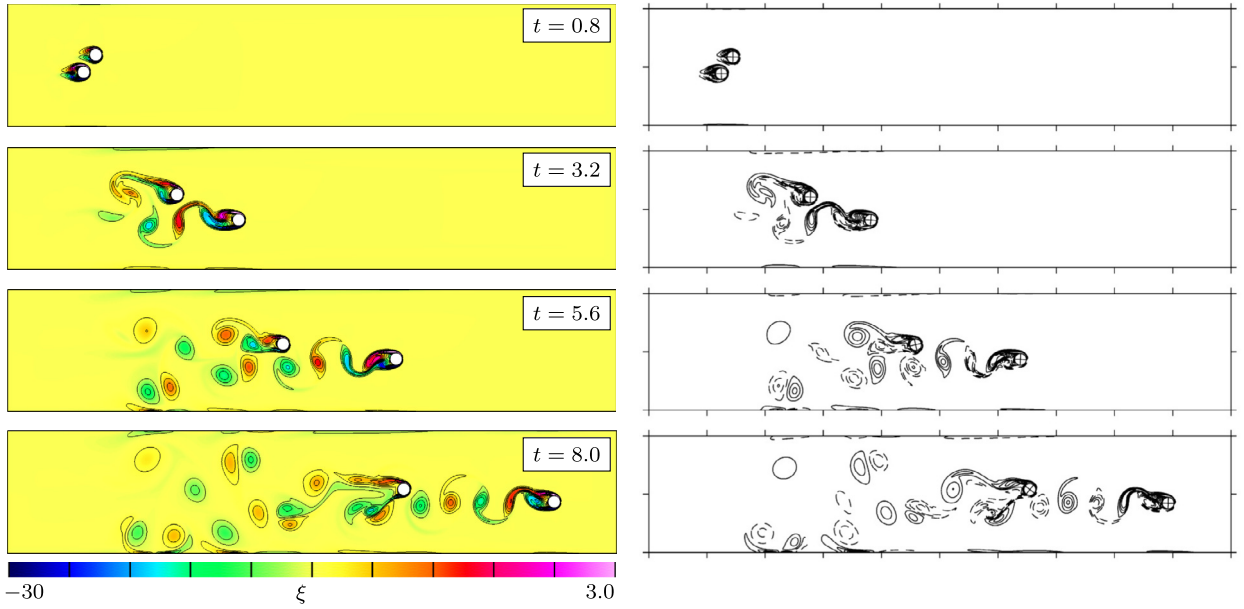 t = 0.8
t = 3.2
t = 5.6
t = 8.0
−30 ξ 3.0